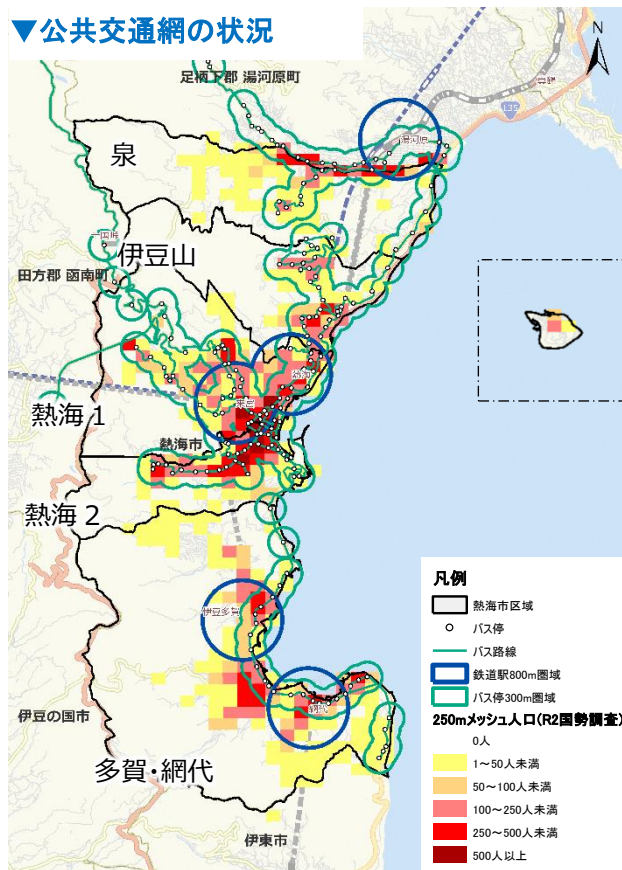 ▼公共交通網の状況
N
足柄下郡 湯河原町
真鶴
135
湯河原
泉
十国峠
伊豆山
田方郡 函南町
熱海
来宮
熱海1
熱海市
熱海2
伊豆多賀
網代
伊豆の国市
多賀・網代
伊東市
凡例
熱海市区域
バス停
バス路線
鉄道駅800m圏域
バス停300m圏域
250mメッシュ人口(R2国勢調査)
0人
1～50人未満
50～100人未満
100～250人未満
250～500人未満
500人以上